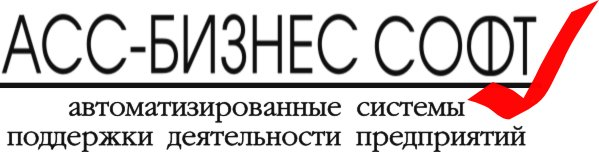 АСС-БИЗНЕС СОФТ
автоматизированные системы
поддержки деятельности предприятий